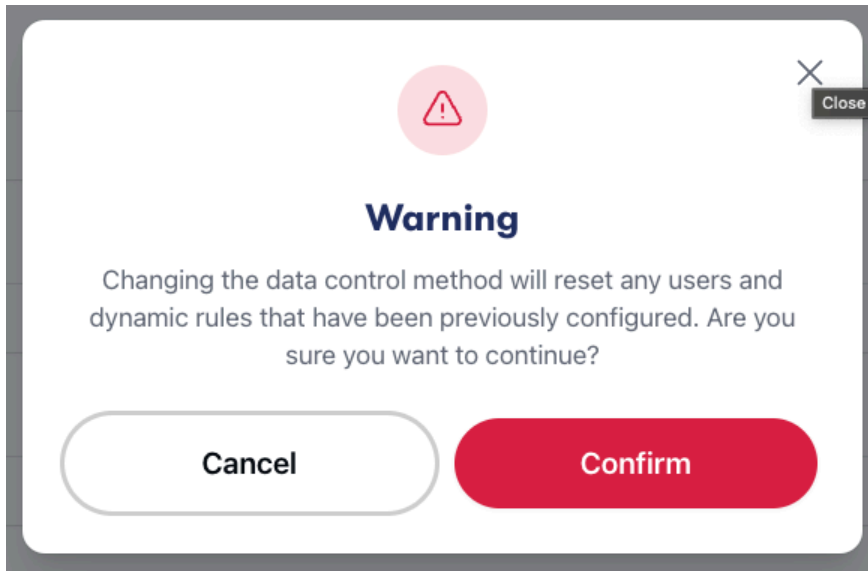 Close
Warning
Changing the data control method will reset any users and
dynamic rules that have been previously configured. Are you
sure you want to continue?
Cancel
Confirm